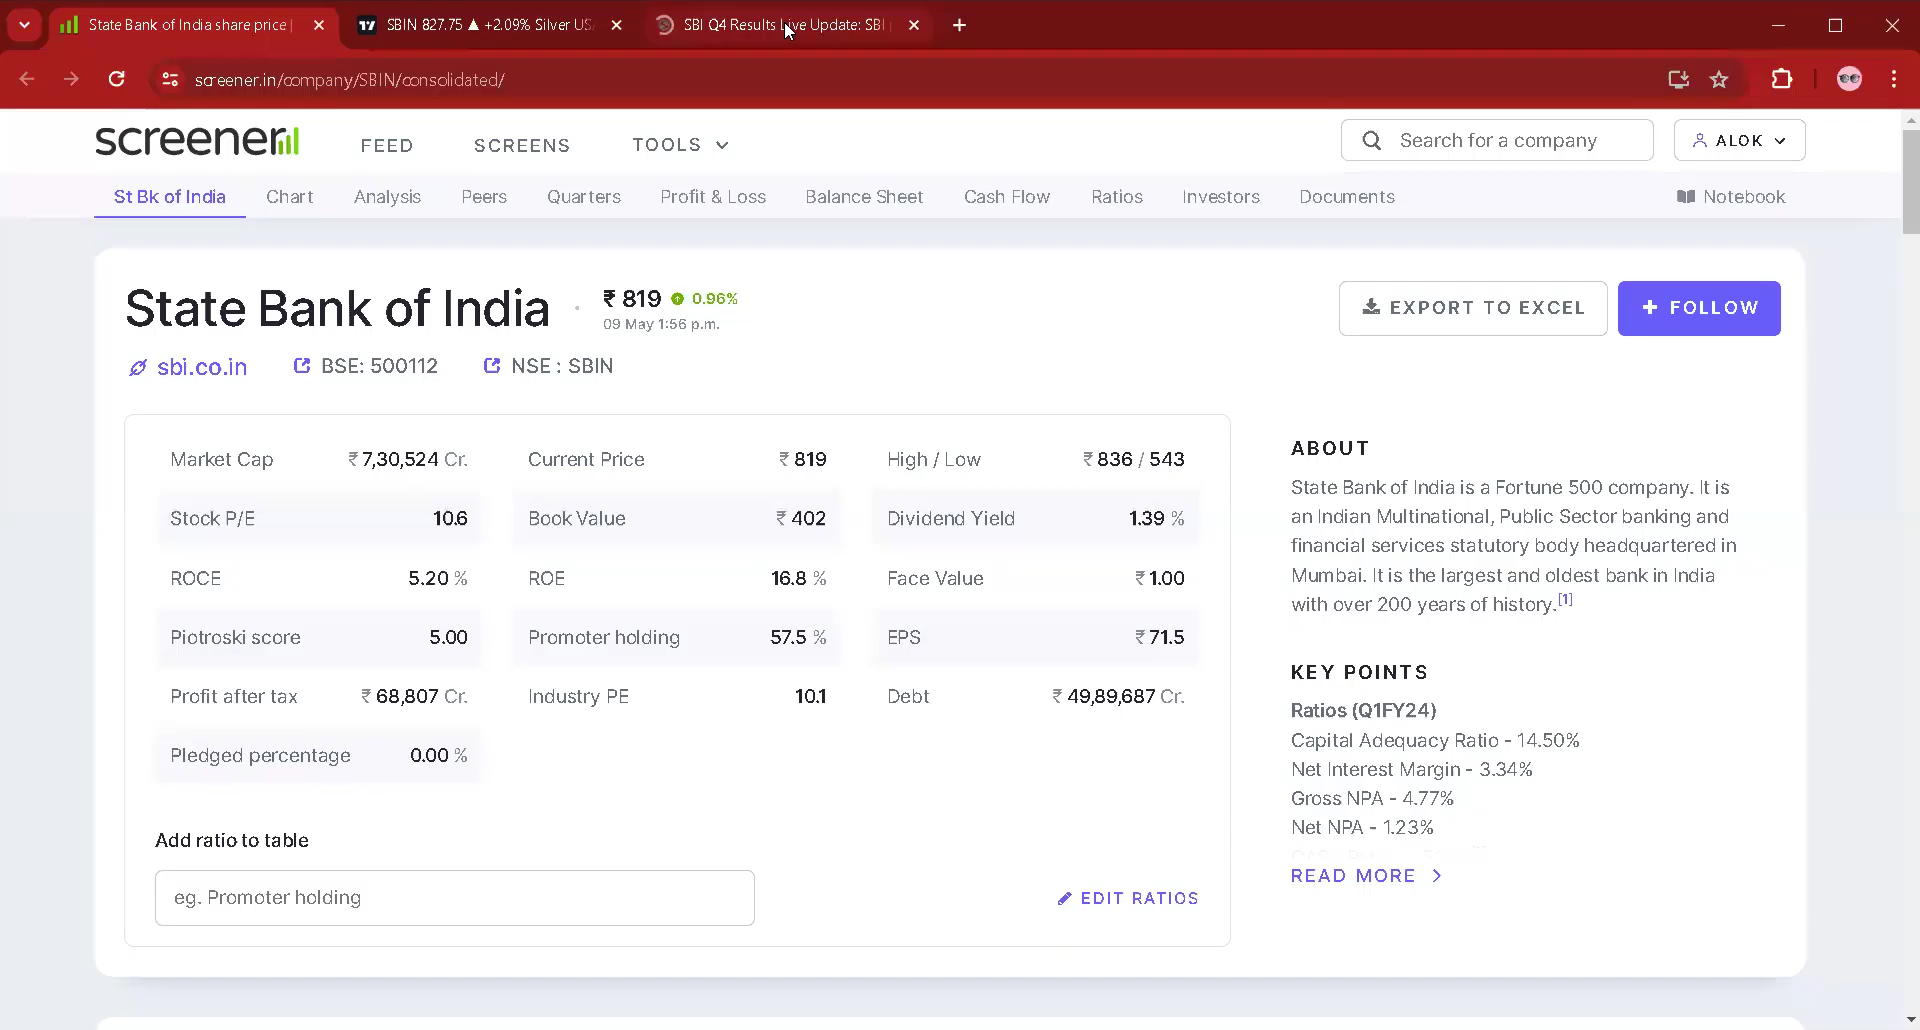 State Bank of India share price
SBIN 827.75 ▲ +2.09% Silver US
SBI Q4 Results Live Update: SBI
screener.in/company/SBIN/consolidated/
screener
FEED
SCREENS
TOOLS
Search for a company
ALOK
St Bk of India
Chart
Analysis
Peers
Quarters
Profit & Loss
Balance Sheet
Cash Flow
Ratios
Investors
Documents
Notebook
State Bank of India
₹ 819 0.96%
09 May 1:56 p.m.
EXPORT TO EXCEL
FOLLOW
sbi.co.in
BSE: 500112
NSE : SBIN
Market Cap ₹ 7,30,524 Cr.
Current Price ₹ 819
High / Low ₹ 836 / 543
Stock P/E 10.6
Book Value ₹ 402
Dividend Yield 1.39 %
ROCE 5.20 %
ROE 16.8 %
Face Value ₹ 1.00
Piotroski score 5.00
Promoter holding 57.5 %
EPS ₹ 71.5
Profit after tax ₹ 68,807 Cr.
Industry PE 10.1
Debt ₹ 49,89,687 Cr.
Pledged percentage 0.00 %
Add ratio to table
eg. Promoter holding
EDIT RATIOS
ABOUT
State Bank of India is a Fortune 500 company. It is
an Indian Multinational, Public Sector banking and
financial services statutory body headquartered in
Mumbai. It is the largest and oldest bank in India
with over 200 years of history.[1]
KEY POINTS
Ratios (Q1FY24)
Capital Adequacy Ratio - 14.50%
Net Interest Margin - 3.34%
Gross NPA - 4.77%
Net NPA - 1.23%
READ MORE